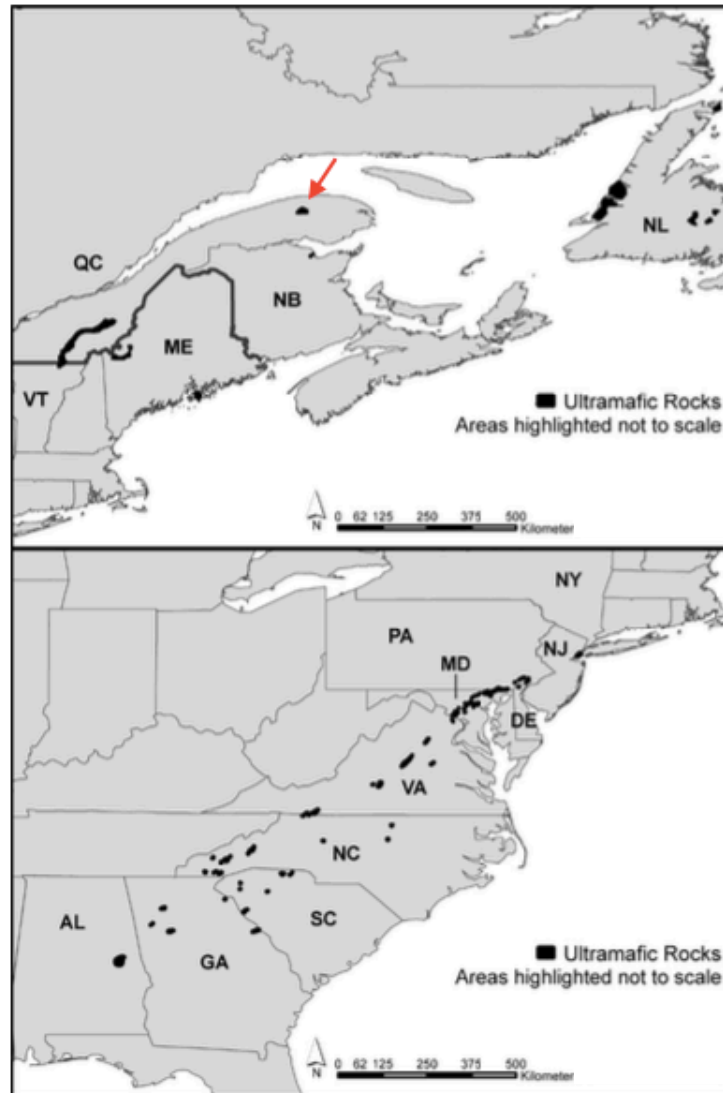 QC
NL
NB
ME
VT
Ultramafic Rocks
Areas highlighted not to scale
N
0 62 125 250 375 500
Kilometer
NY
PA
NJ
MD
DE
VA
NC
AL
SC
GA
Ultramafic Rocks
Areas highlighted not to scale
N
0 62 125 250 375 500
Kilometer